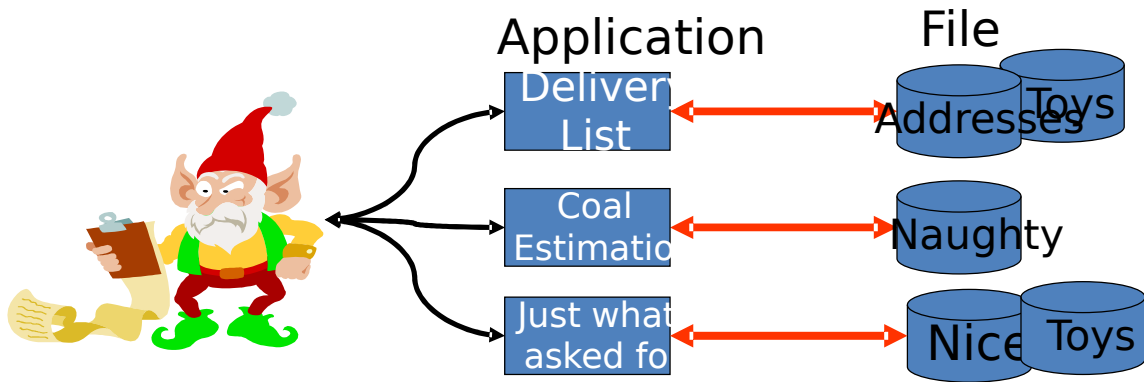 Application
File
Delivery
List
Addresses
Toys
Coal
Estimatio
Naughty
Just what
asked fo
Nice
Toys